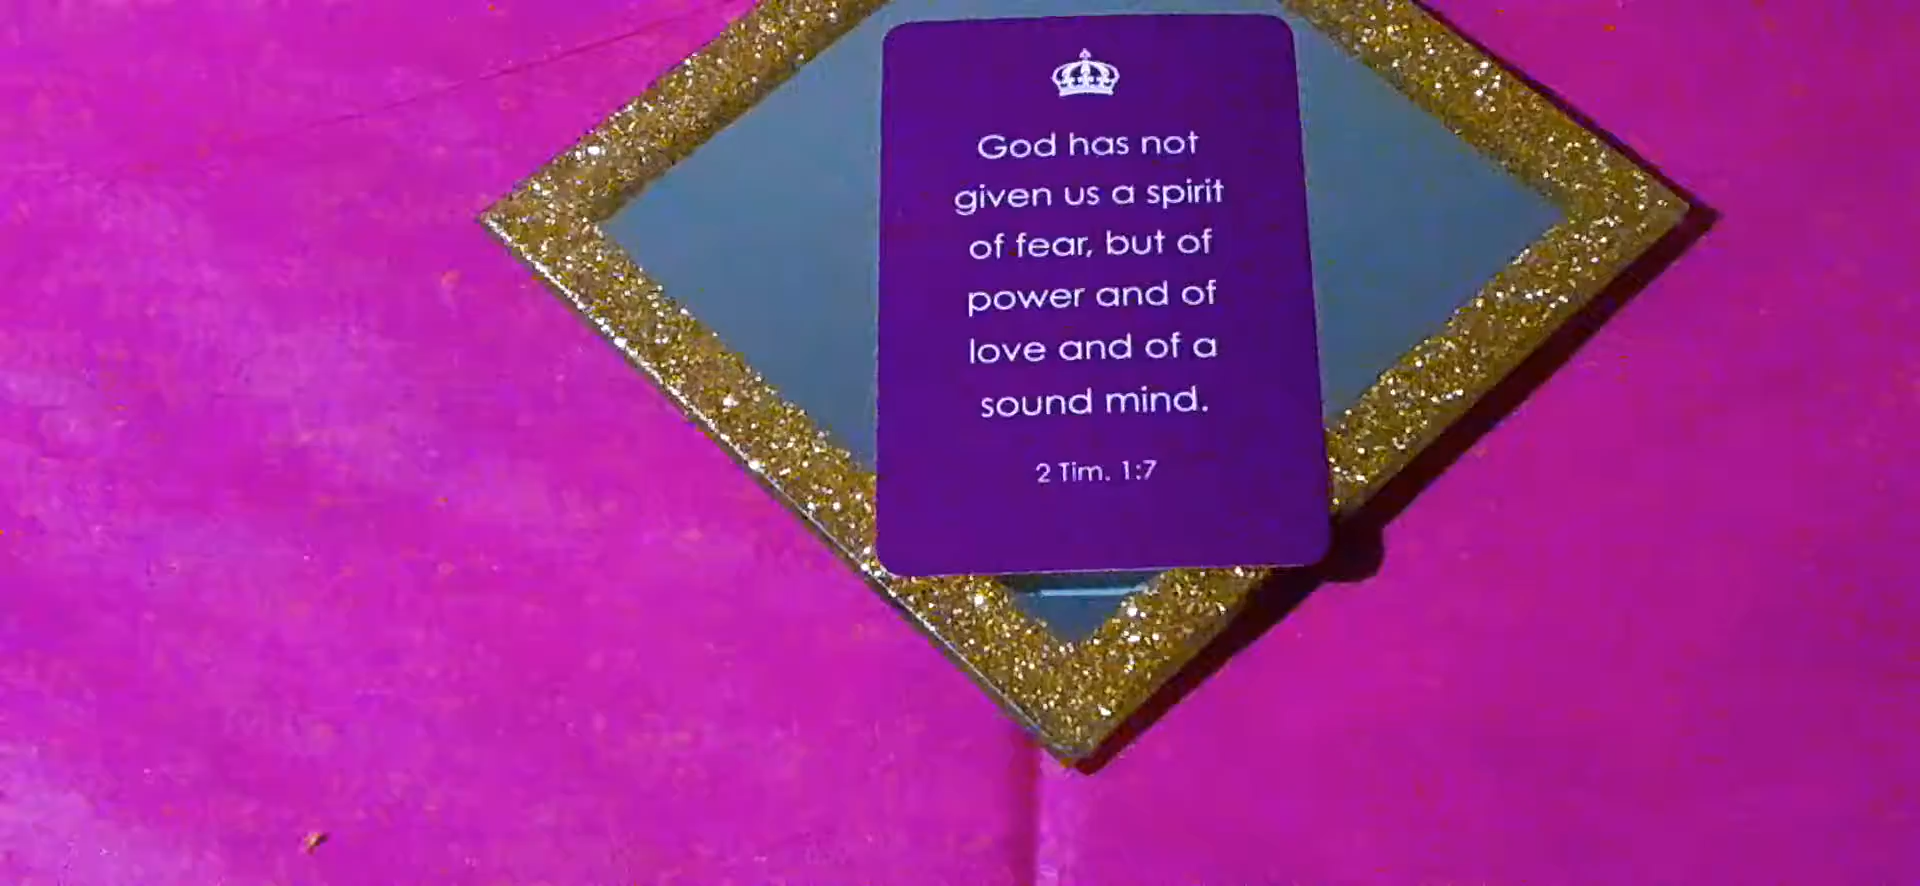 God has not
given us a spirit
of fear, but of
power and of
love and of a
sound mind.
2 Tim. 1:7